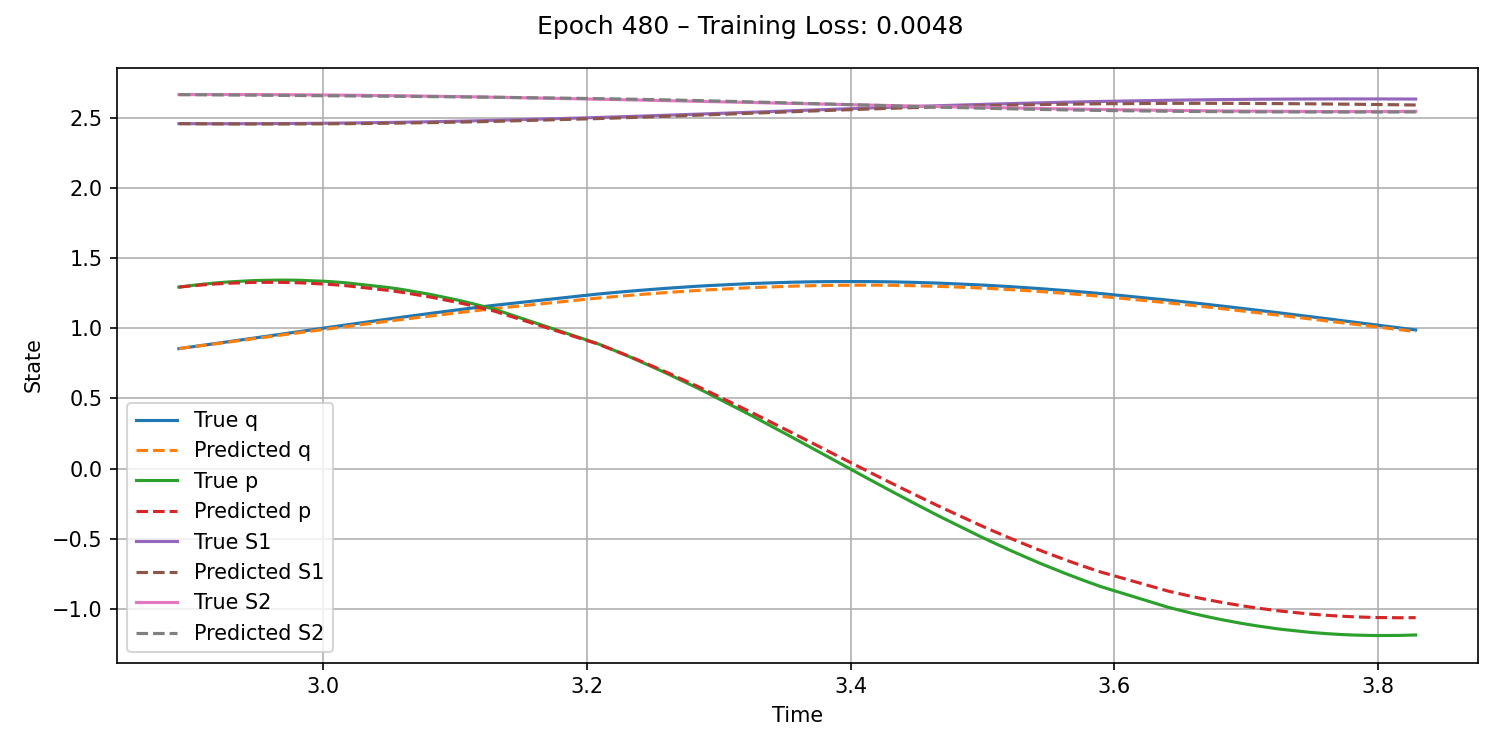 Epoch 480 – Training Loss: 0.0048
2.5
2.0
1.5
1.0
0.5
0.0
−0.5
−1.0
State
True q
Predicted q
True p
Predicted p
True S1
Predicted S1
True S2
Predicted S2
3.0 3.2 3.4 3.6 3.8
Time